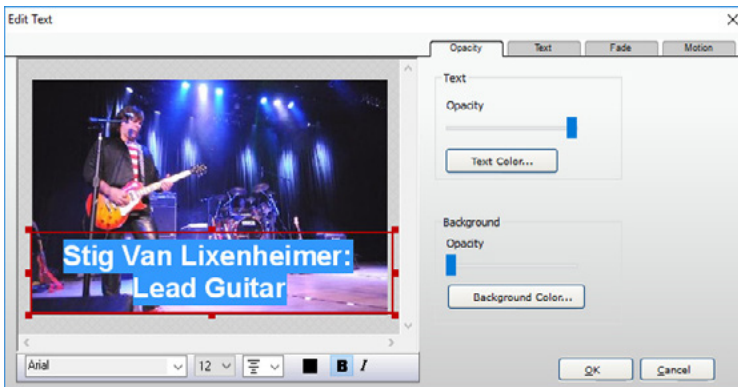 Edit Text
Opacity Text Fade Motion
Text
Opacity
Text Color...
Stig Van Lixenheimer:
Lead Guitar
Background
Opacity
Background Color...
Arial 12 B I
OK Cancel